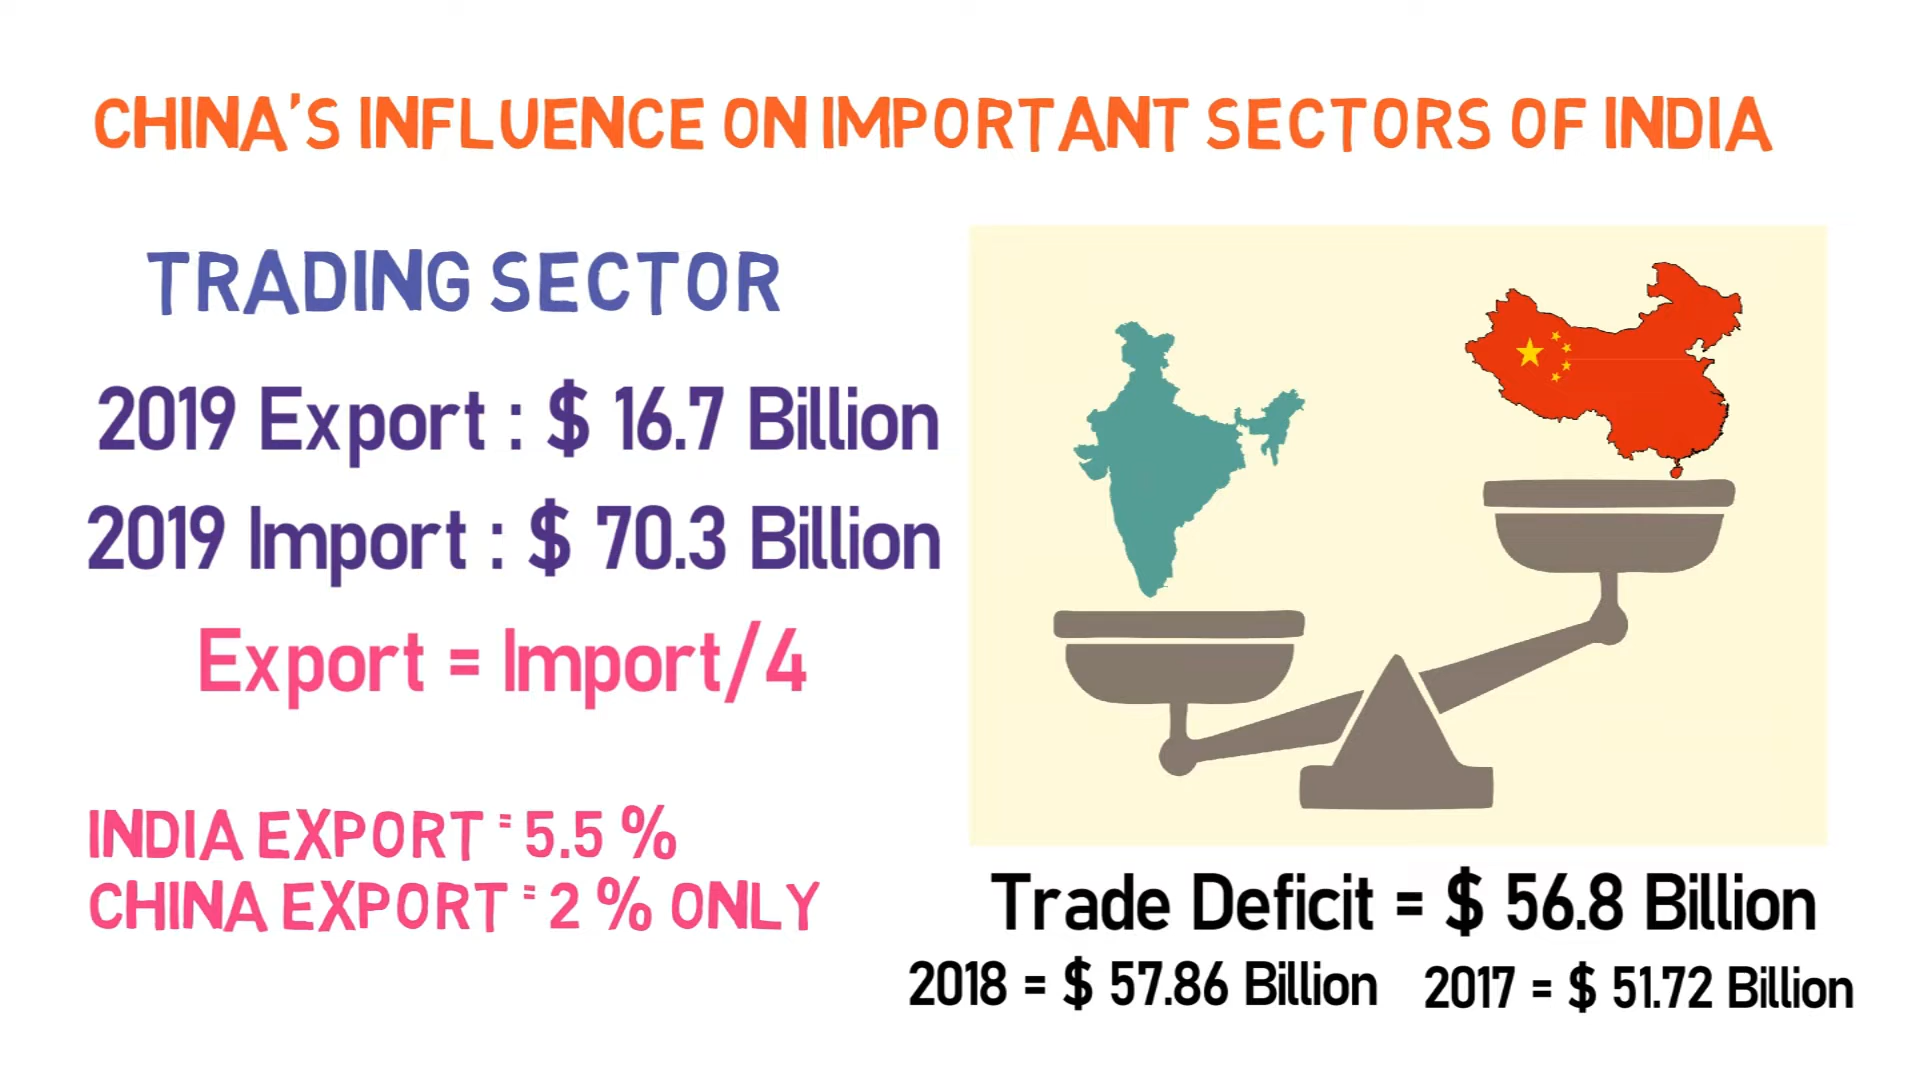 CHINA'S INFLUENCE ON IMPORTANT SECTORS OF INDIA
TRADING SECTOR
2019 Export : $ 16.7 Billion
2019 Import : $ 70.3 Billion
Export = Import/4
INDIA EXPORT = 5.5 %
CHINA EXPORT = 2 % ONLY
Trade Deficit = $ 56.8 Billion
2018 = $ 57.86 Billion
2017 = $ 51.72 Billion